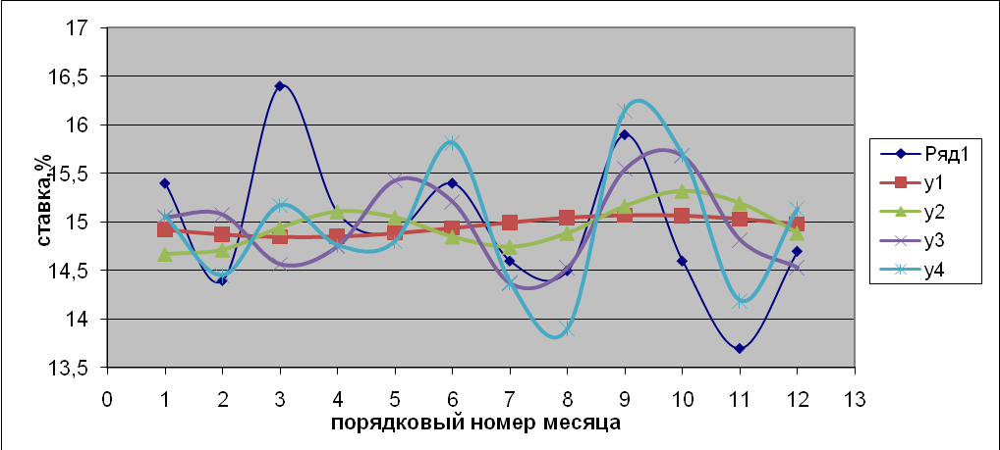 17
16,5
16
15,5
15
14,5
14
13,5
ставка,%
0 1 2 3 4 5 6 7 8 9 10 11 12 13
порядковый номер месяца
Ряд1
y1
y2
y3
y4